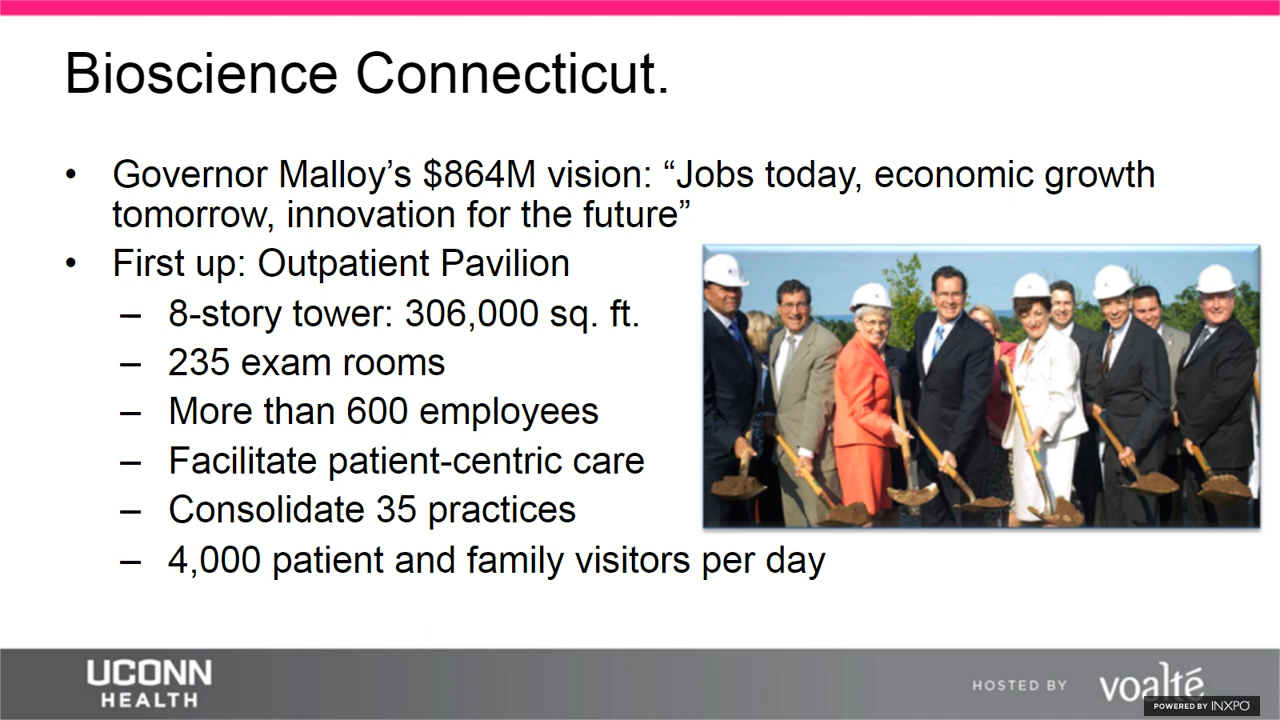 Bioscience Connecticut.
• Governor Malloy’s $864M vision: “Jobs today, economic growth
tomorrow, innovation for the future”
• First up: Outpatient Pavilion
– 8-story tower: 306,000 sq. ft.
– 235 exam rooms
– More than 600 employees
– Facilitate patient-centric care
– Consolidate 35 practices
– 4,000 patient and family visitors per day
UCONN
HEALTH
HOSTED BY voalté
POWERED BY INXPO